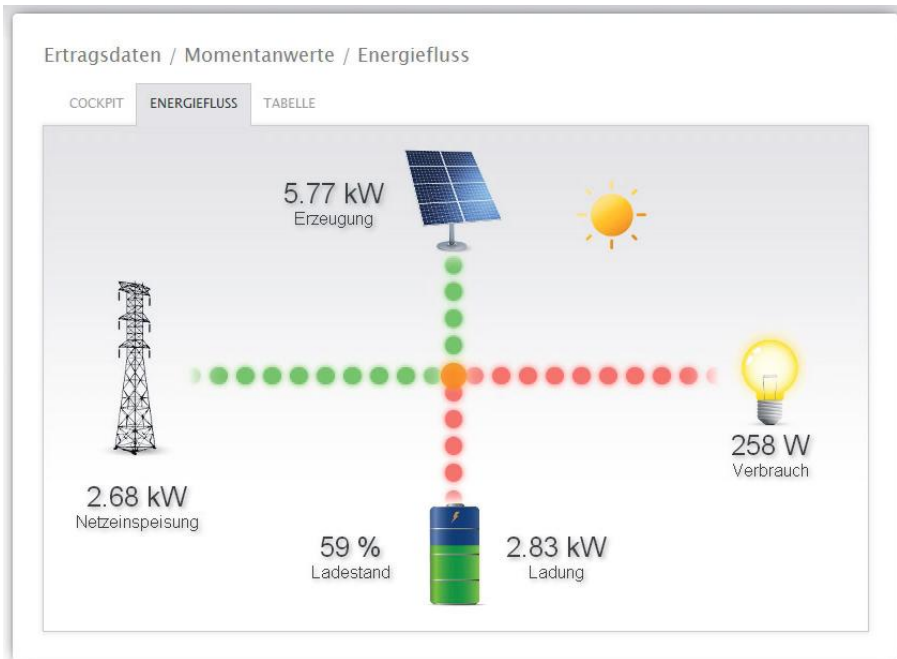 Ertragsdaten / Momentanwerte / Energiefluss
COCKPIT ENERGIEFLUSS TABELLE
5.77 kW
Erzeugung
258 W
Verbrauch
2.68 kW
Netzeinspeisung
59 %
Ladestand
2.83 kW
Ladung